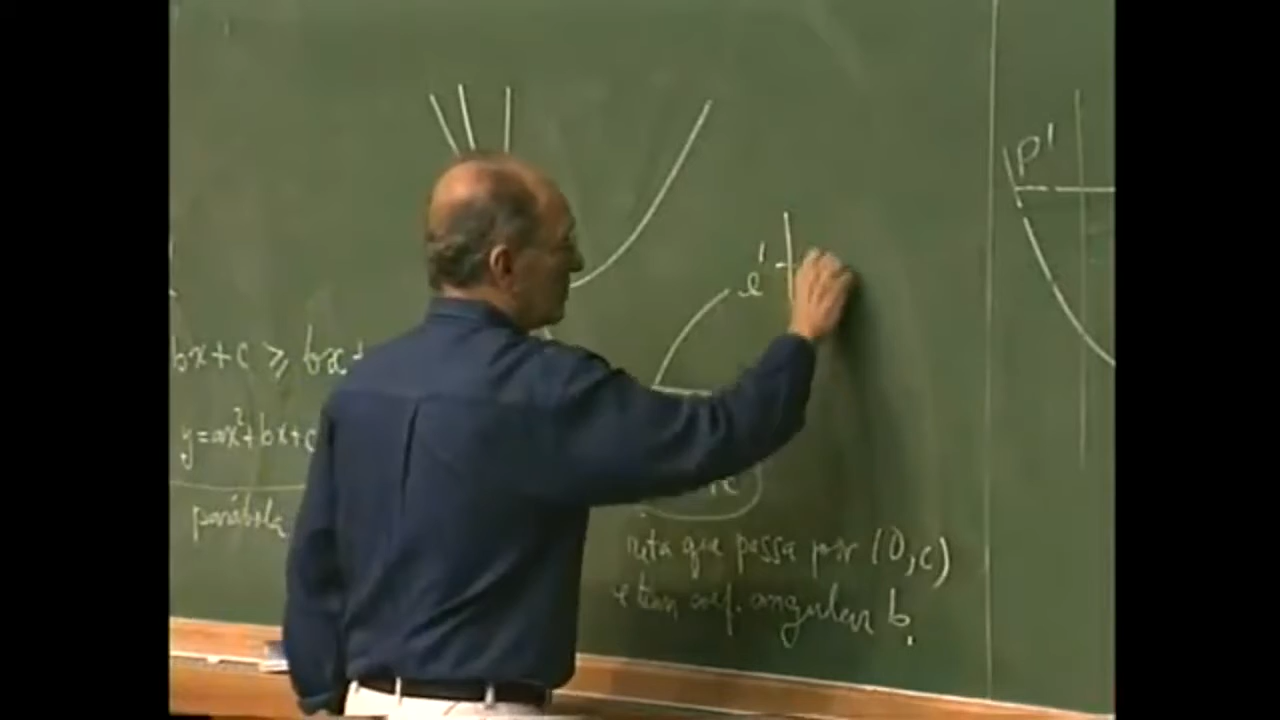 bx+c ⩾ bx+
y=ax²+bx+c
parábola
é
P'
+c
reta que passa por (0,c)
e tem coef. angular b.